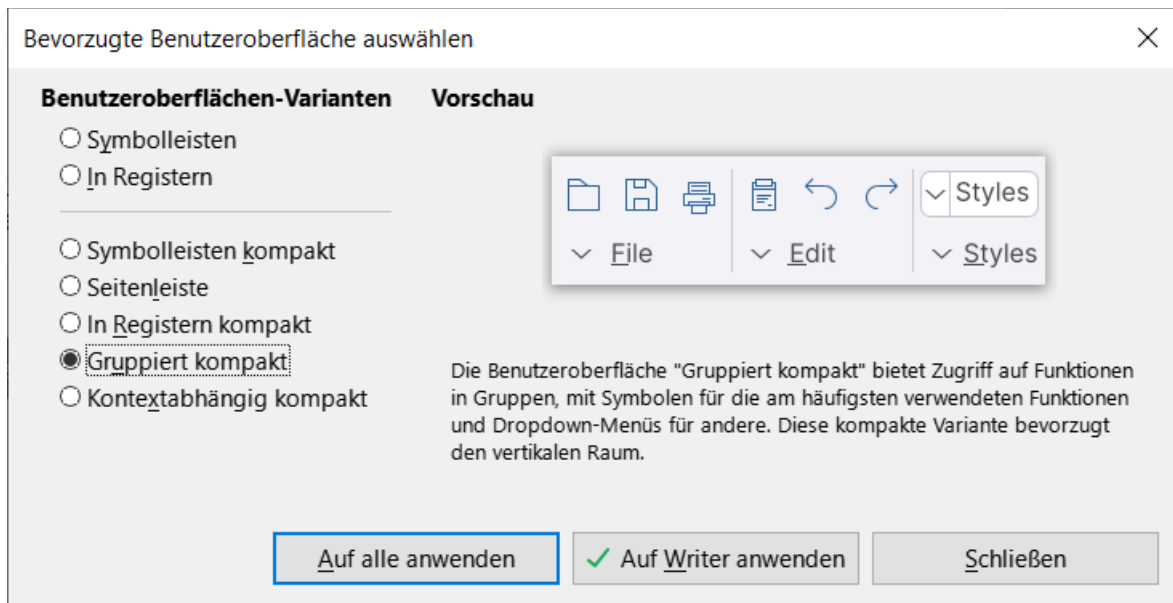 Bevorzugte Benutzeroberfläche auswählen
Benutzeroberflächen-Varianten
Symbolleisten
In Registern
Symbolleisten kompakt
Seitenleiste
In Registern kompakt
Gruppiert kompakt
Kontextabhängig kompakt
Vorschau
Styles
File
Edit
Styles
Die Benutzeroberfläche "Gruppiert kompakt" bietet Zugriff auf Funktionen
in Gruppen, mit Symbolen für die am häufigsten verwendeten Funktionen
und Dropdown-Menüs für andere. Diese kompakte Variante bevorzugt
den vertikalen Raum.
Auf alle anwenden
Auf Writer anwenden
Schließen